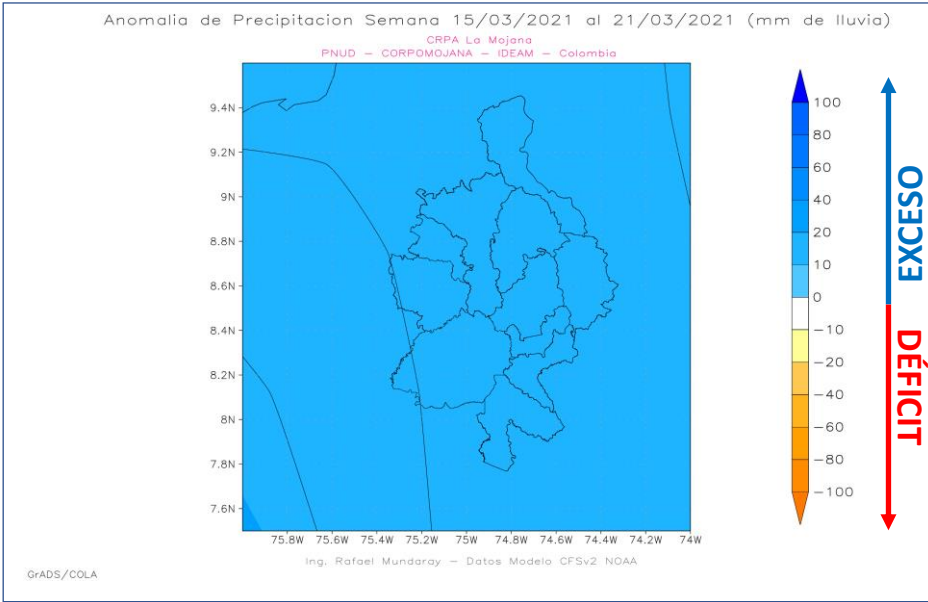 Anomalia de Precipitacion Semana 15/03/2021 al 21/03/2021 (mm de lluvia)
CRPA La Mojana
PNUD – CORPOMOJANA – IDEAM – Colombia
9.4N
9.2N
9N
8.8N
8.6N
8.4N
8.2N
8N
7.8N
7.6N
75.8W 75.6W 75.4W 75.2W 75W 74.8W 74.6W 74.4W 74.2W 74W
100
80
60
40
20
10
0
−10
−20
−40
−60
−80
−100
EXCESO
DÉFICIT
Ing. Rafael Mundaray – Datos Modelo CFSv2 NOAA
GrADS/COLA